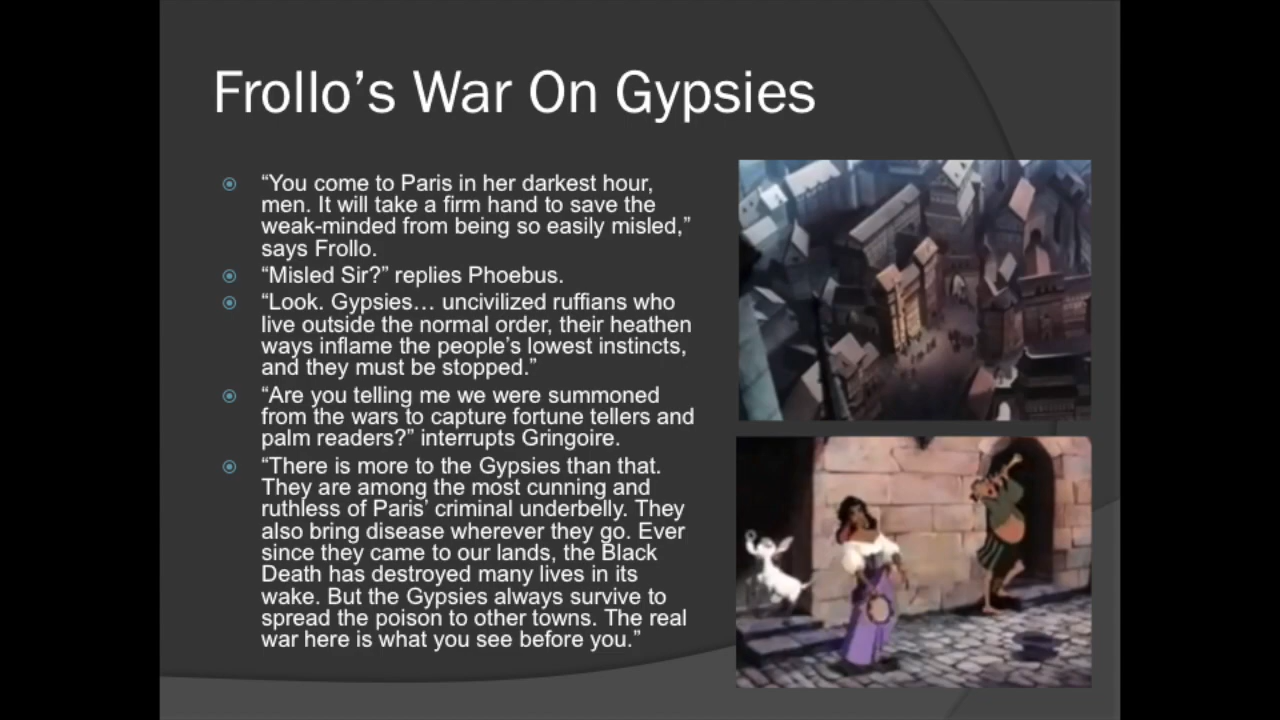 Frollo’s War On Gypsies
“You come to Paris in her darkest hour,
men. It will take a firm hand to save the
weak-minded from being so easily misled,”
says Frollo.
“Misled Sir?” replies Phoebus.
“Look. Gypsies… uncivilized ruffians who
live outside the normal order, their heathen
ways inflame the people’s lowest instincts,
and they must be stopped.”
“Are you telling me we were summoned
from the wars to capture fortune tellers and
palm readers?” interrupts Gringoire.
“There is more to the Gypsies than that.
They are among the most cunning and
ruthless of Paris’ criminal underbelly. They
also bring disease wherever they go. Ever
since they came to our lands, the Black
Death has destroyed many lives in its
wake. But the Gypsies always survive to
spread the poison to other towns. The real
war here is what you see before you.”